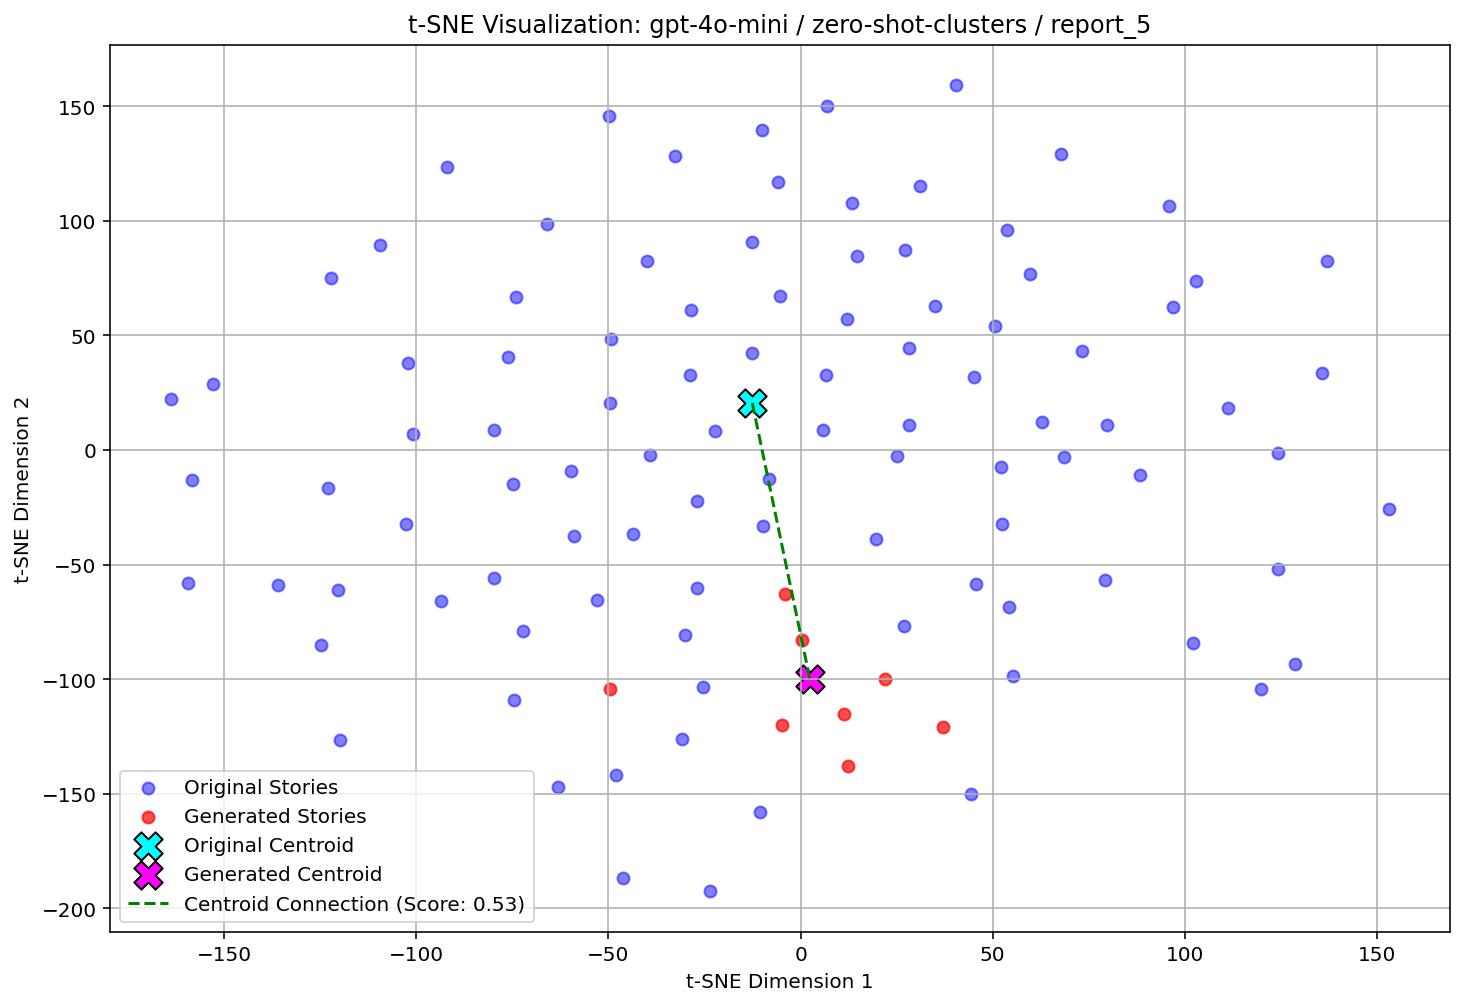 t-SNE Visualization: gpt-4o-mini / zero-shot-clusters / report_5
t-SNE Dimension 2
150
100
50
0
−50
−100
−150
−200
Original Stories
Generated Stories
Original Centroid
Generated Centroid
Centroid Connection (Score: 0.53)
−150
−100
−50
0
50
100
150
t-SNE Dimension 1